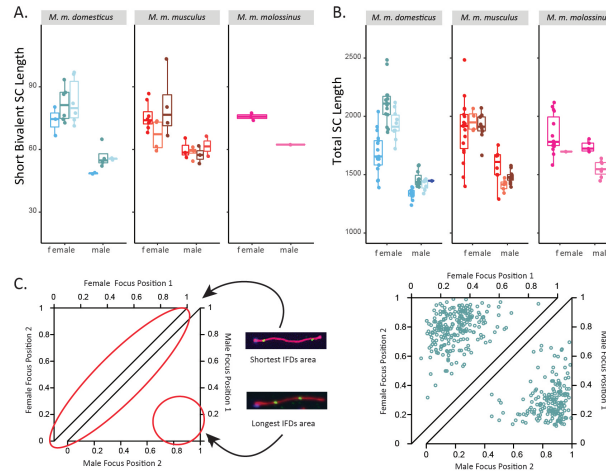 A.
M. m. domesticus
M. m. musculus
M. m. molossinus
Short Bivalent SC Length
90
60
30
female
male
female
male
female
male
B.
M. m. domesticus
M. m. musculus
M. m. molossinus
Total SC Length
2500
2000
1500
1000
female
male
female
male
female
male
C.
Female Focus Position 1
0 0.2 0.4 0.6 0.8 1
Female Focus Position 2
1
0.8
0.6
0.4
0.2
0
Male Focus Position 1
1
0.8
0.6
0.4
0.2
0
0 0.2 0.4 0.6 0.8 1
Male Focus Position 2
Shortest IFDs area
Longest IFDs area
Female Focus Position 1
0 0.2 0.4 0.6 0.8 1
Female Focus Position 2
1
0.8
0.6
0.4
0.2
0
Male Focus Position 1
1
0.8
0.6
0.4
0.2
0
0 0.2 0.4 0.6 0.8 1
Male Focus Position 2